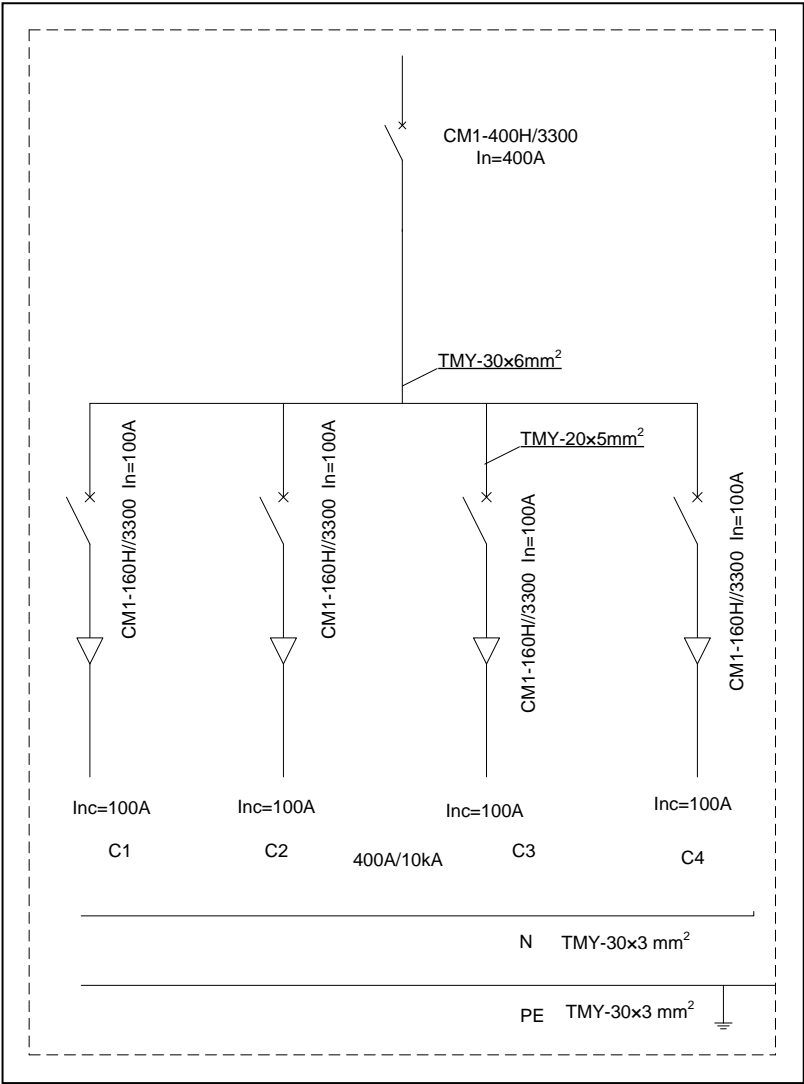 CM1-400H/3300
In=400A
TMY-30×6mm²
TMY-20×5mm²
CM1-160H//3300 In=100A
CM1-160H//3300 In=100A
CM1-160H//3300 In=100A
CM1-160H//3300 In=100A
Inc=100A
Inc=100A
Inc=100A
Inc=100A
C1
C2
400A/10kA
C3
C4
N TMY-30×3 mm²
PE TMY-30×3 mm²